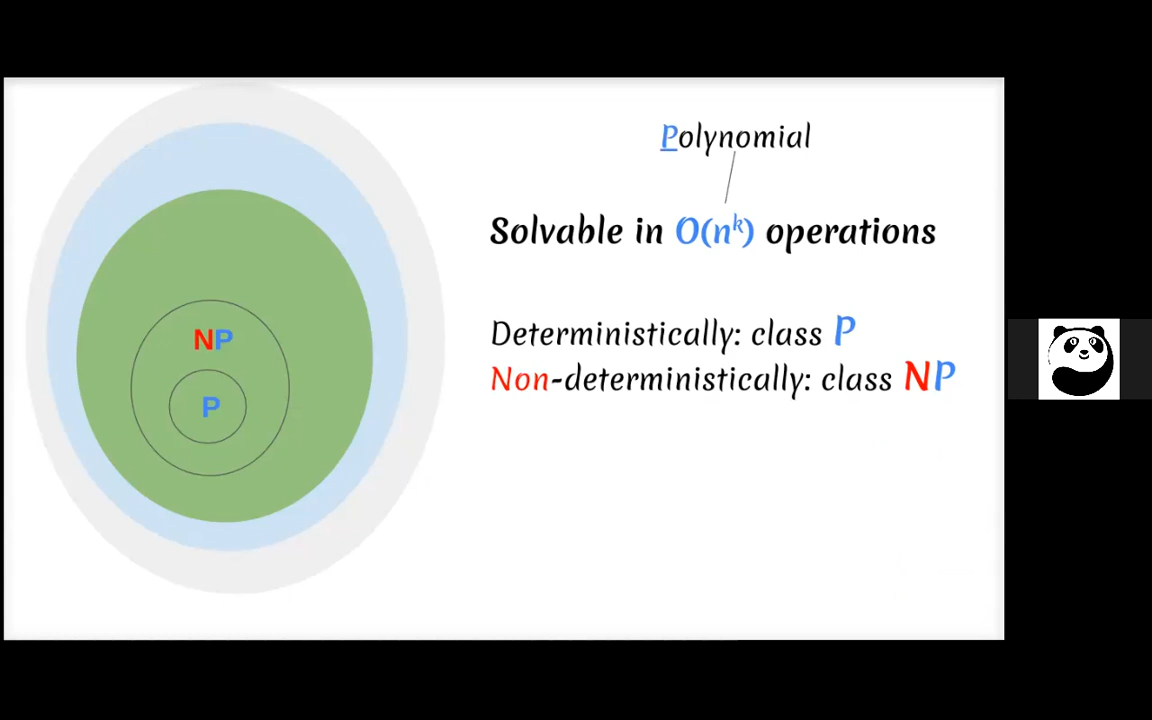 Polynomial
Solvable in O(nᵏ) operations
Deterministically: class P
Non-deterministically: class NP
NP
P